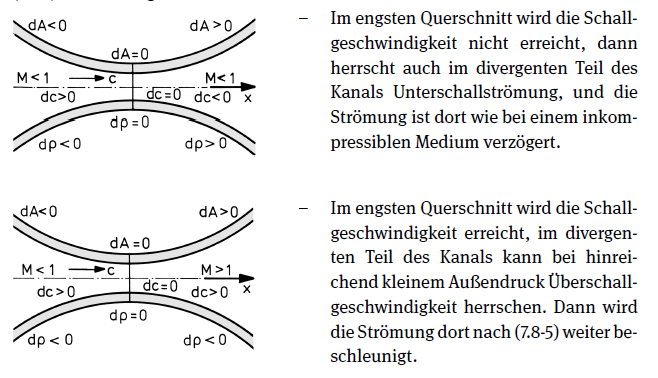 dA<0
dA>0
dA=0
M<1
c
M<1
dc>0
dc=0
dc<0
x
dp=0
dp<0
dp>0
– Im engsten Querschnitt wird die Schall-
geschwindigkeit nicht erreicht, dann
herrscht auch im divergenten Teil des
Kanals Unterschallströmung, und die
Strömung ist dort wie bei einem inkom-
pressiblen Medium verzögert.
dA<0
dA>0
dA=0
M<1
c
M>1
dc>0
dc=0
dc>0
x
dp=0
dp<0
dp<0
– Im engsten Querschnitt wird die Schall-
geschwindigkeit erreicht, im divergen-
ten Teil des Kanals kann bei hinrei-
chend kleinem Außendruck Überschall-
geschwindigkeit herrschen. Dann wird
die Strömung dort nach (7.8-5) weiter be-
schleunigt.